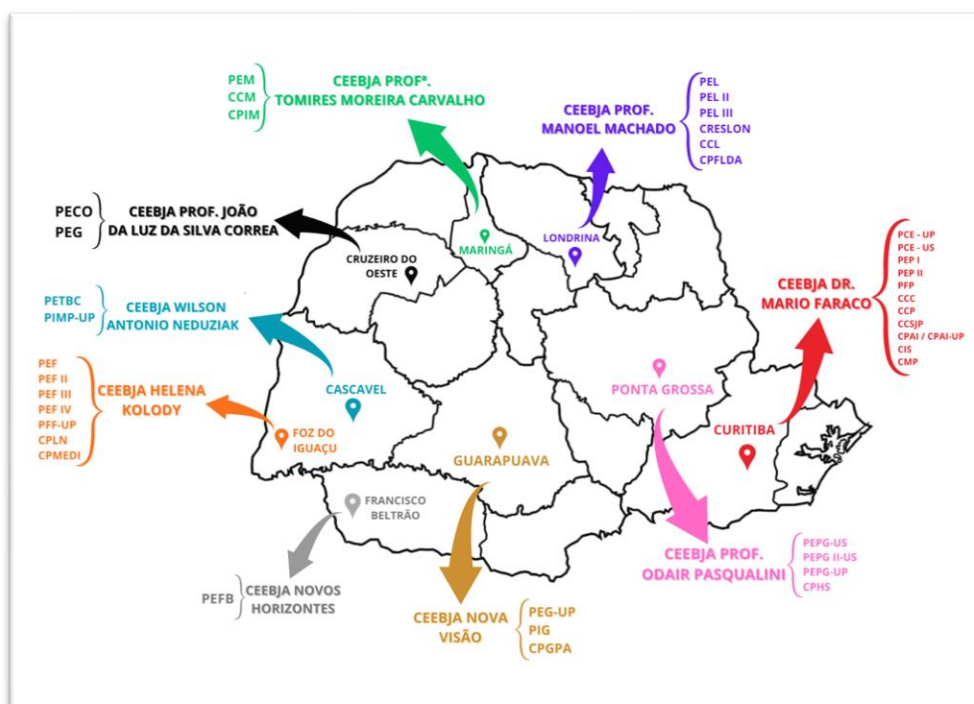 PEM
CCM
CPIM
CEEBJA PROFª.
TOMIRES MOREIRA CARVALHO
CEEBJA PROF.
MANOEL MACHADO
PEL
PEL II
PEL III
CRESLON
CCL
CPFLDA
PECO
PEG
CEEBJA PROF. JOÃO
DA LUZ DA SILVA CORREA
MARINGÁ
LONDRINA
CRUZEIRO DO
OESTE
CEEBJA DR.
MARIO FARACO
PCE - UP
PCE - US
PEP I
PEP II
PFP
CCC
CCP
CCSJP
CPAI / CPAI-UP
CIS
CMP
PETBC
PIMP-UP
CEEBJA WILSON
ANTONIO NEDUZIAK
PEF
PEF II
PEF III
PEF IV
PFF-UP
CPLN
CPMEDI
CEEBJA HELENA
KOLODY
CASCAVEL
PONTA GROSSA
FOZ DO
IGUAÇU
CURITIBA
GUARAPUAVA
FRANCISCO
BELTRÃO
PEFB
CEEBJA NOVOS
HORIZONTES
CEEBJA NOVA
VISÃO
PEG-UP
PIG
CPGPA
CEEBJA PROF.
ODAIR PASQUALINI
PEPG-US
PEPG II-US
PEPG-UP
CPHS